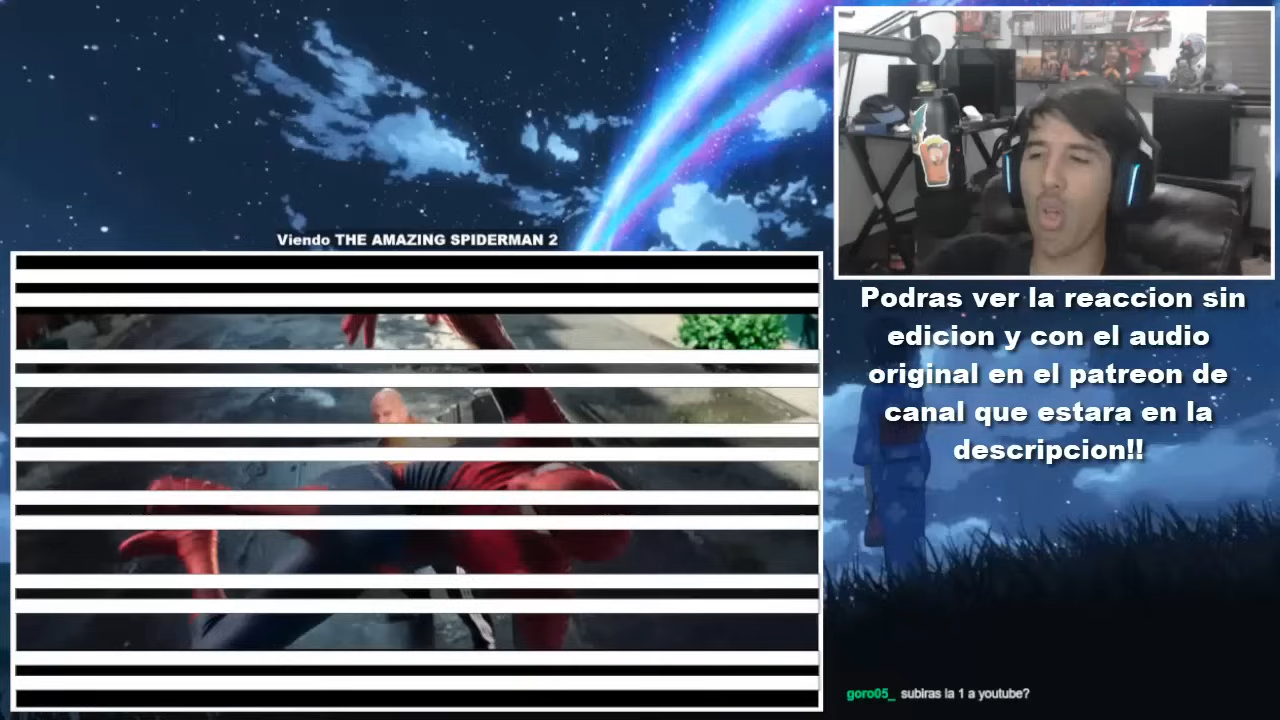 Viendo THE AMAZING SPIDERMAN 2
Podras ver la reaccion sin
edicion y con el audio
original en el patreon de
canal que estara en la
descripcion!!
goro05_ subiras la 1 a youtube?